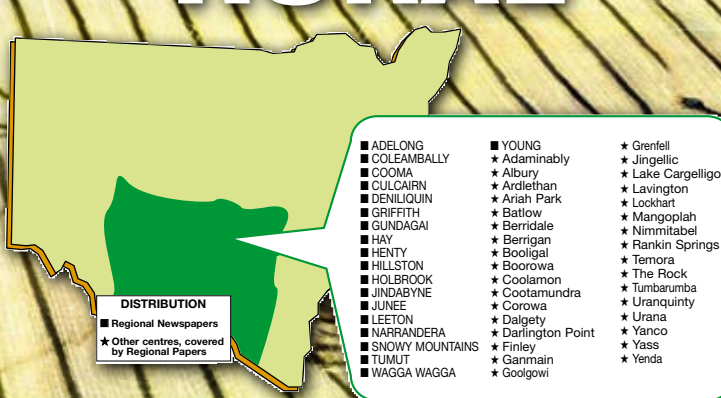 DISTRIBUTION
■ Regional Newspapers
★ Other centres, covered
by Regional Papers
■ ADELONG
■ COLEAMBALLY
■ COOMA
■ CULCAIRN
■ DENILIQUIN
■ GRIFFITH
■ GUNDAGAI
■ HAY
■ HENTY
■ HILLSTON
■ HOLBROOK
■ JINDABYNE
■ JUNEE
■ LEETON
■ NARRANDERA
■ SNOWY MOUNTAINS
■ TUMUT
■ WAGGA WAGGA
■ YOUNG
★ Adaminably
★ Albury
★ Ardlethan
★ Ariah Park
★ Batlow
★ Berridale
★ Berrigan
★ Booligal
★ Boorowa
★ Coolamon
★ Cootamundra
★ Corowa
★ Dalgety
★ Darlington Point
★ Finley
★ Ganmain
★ Goolgowi
★ Grenfell
★ Jingellic
★ Lake Cargelligo
★ Lavington
★ Lockhart
★ Mangoplah
★ Nimmitabel
★ Rankin Springs
★ Temora
★ The Rock
★ Tumbarumba
★ Uranquinty
★ Urana
★ Yanco
★ Yass
★ Yenda